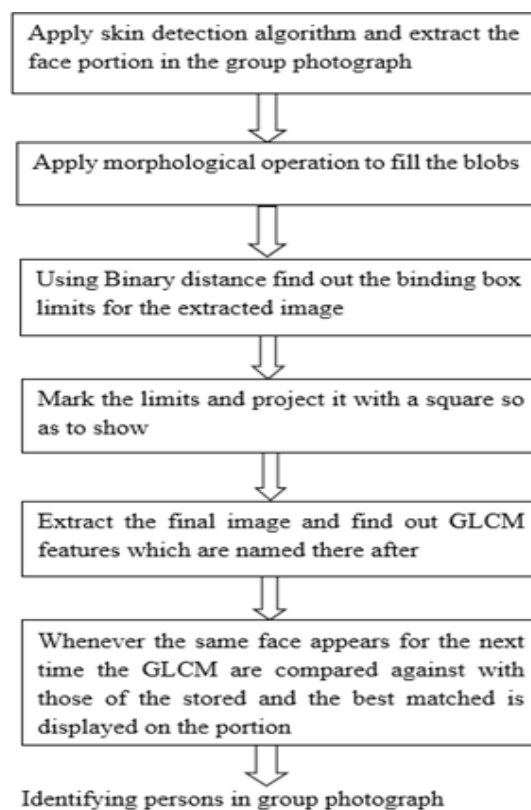 Apply skin detection algorithm and extract the
face portion in the group photograph
Apply morphological operation to fill the blobs
Using Binary distance find out the binding box
limits for the extracted image
Mark the limits and project it with a square so
as to show
Extract the final image and find out GLCM
features which are named there after
Whenever the same face appears for the next
time the GLCM are compared against with
those of the stored and the best matched is
displayed on the portion
Identifying persons in group photograph